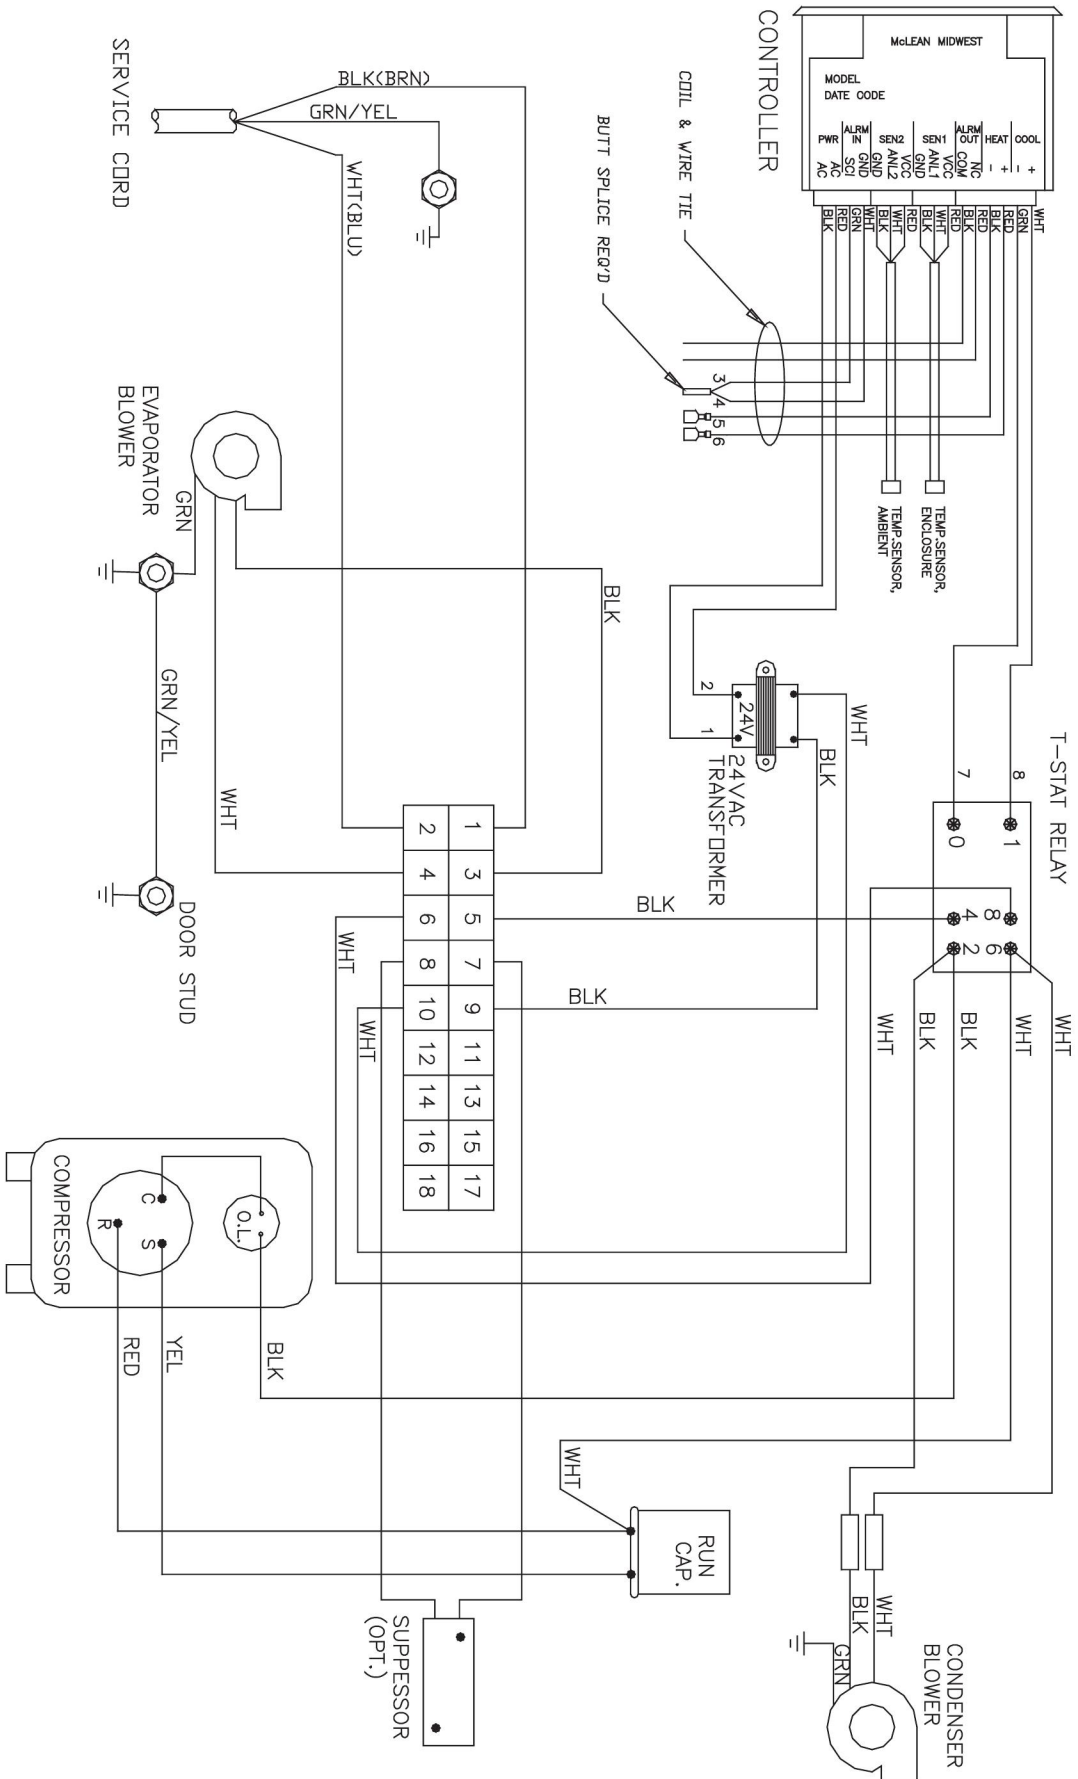 CONTROLLER
McLEAN MIDWEST
MODEL
DATE CODE
PWR
ALRM
IN
SEN2
SEN1
ALRM
OUT
HEAT
COOL
AC
AC
SCI
GND
GND
ANL2
VCC
GND
ANL1
VCC
COM
NC
-
+
-
+
BLK
RED
GRN
WHT
BLK
WHT
RED
BLK
WHT
RED
BLK
RED
BLK
RED
GRN
WHT
COIL & WIRE TIE
BUTT SPLICE REQ'D
3
4
5
6
TEMP.SENSOR,
ENCLOSURE
TEMP.SENSOR,
AMBIENT
SERVICE CORD
BLK(BRN)
GRN/YEL
WHT(BLU)
EVAPORATOR
BLOWER
GRN
GRN/YEL
DOOR STUD
BLK
WHT
2
1
24V
24VAC
TRANSFORMER
WHT
BLK
T-STAT RELAY
8
7
1
0
8
4
6
2
BLK
BLK
WHT
WHT
WHT
BLK
BLK
WHT
WHT
1
2
3
4
5
6
7
8
9
10
11
12
13
14
15
16
17
18
COMPRESSOR
C
S
R
O.L.
RED
YEL
BLK
WHT
RUN
CAP.
SUPPESSOR
(OPT.)
WHT
BLK
GRN
CONDENSER
BLOWER